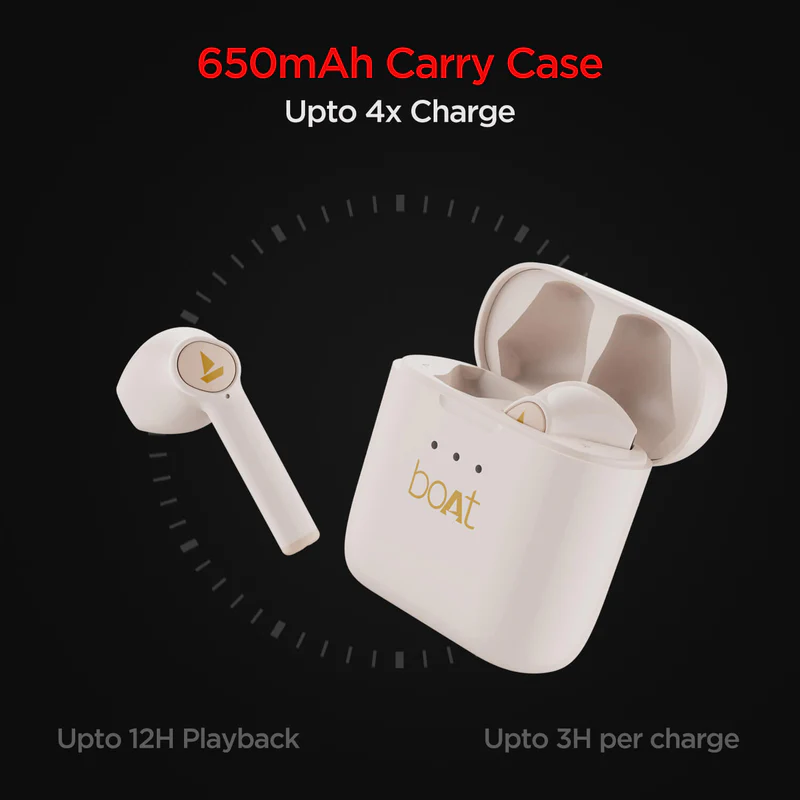 650mAh Carry Case
Upto 4x Charge
boAt
Upto 12H Playback
Upto 3H per charge